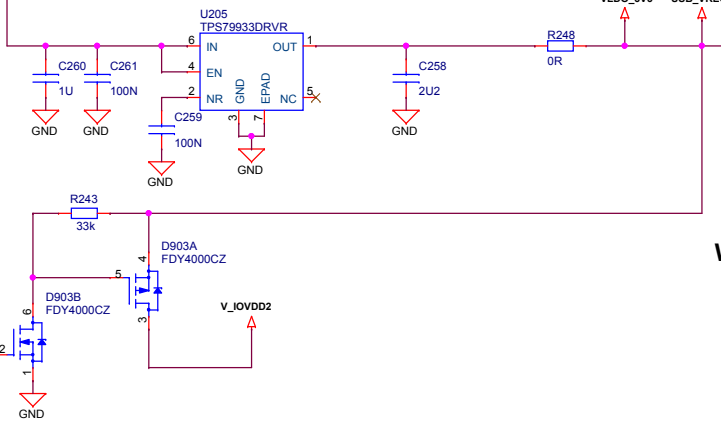 U205
TPS79933DRVR
6
IN
OUT
1
4
EN
2
NR
GND
EPAD
NC
5
3
7
C260
1U
C261
100N
C259
100N
C258
2U2
R248
0R
GND
GND
GND
GND
GND
R243
33k
D903A
FDY4000CZ
4
5
3
D903B
FDY4000CZ
6
2
1
V_IOVDD2
GND